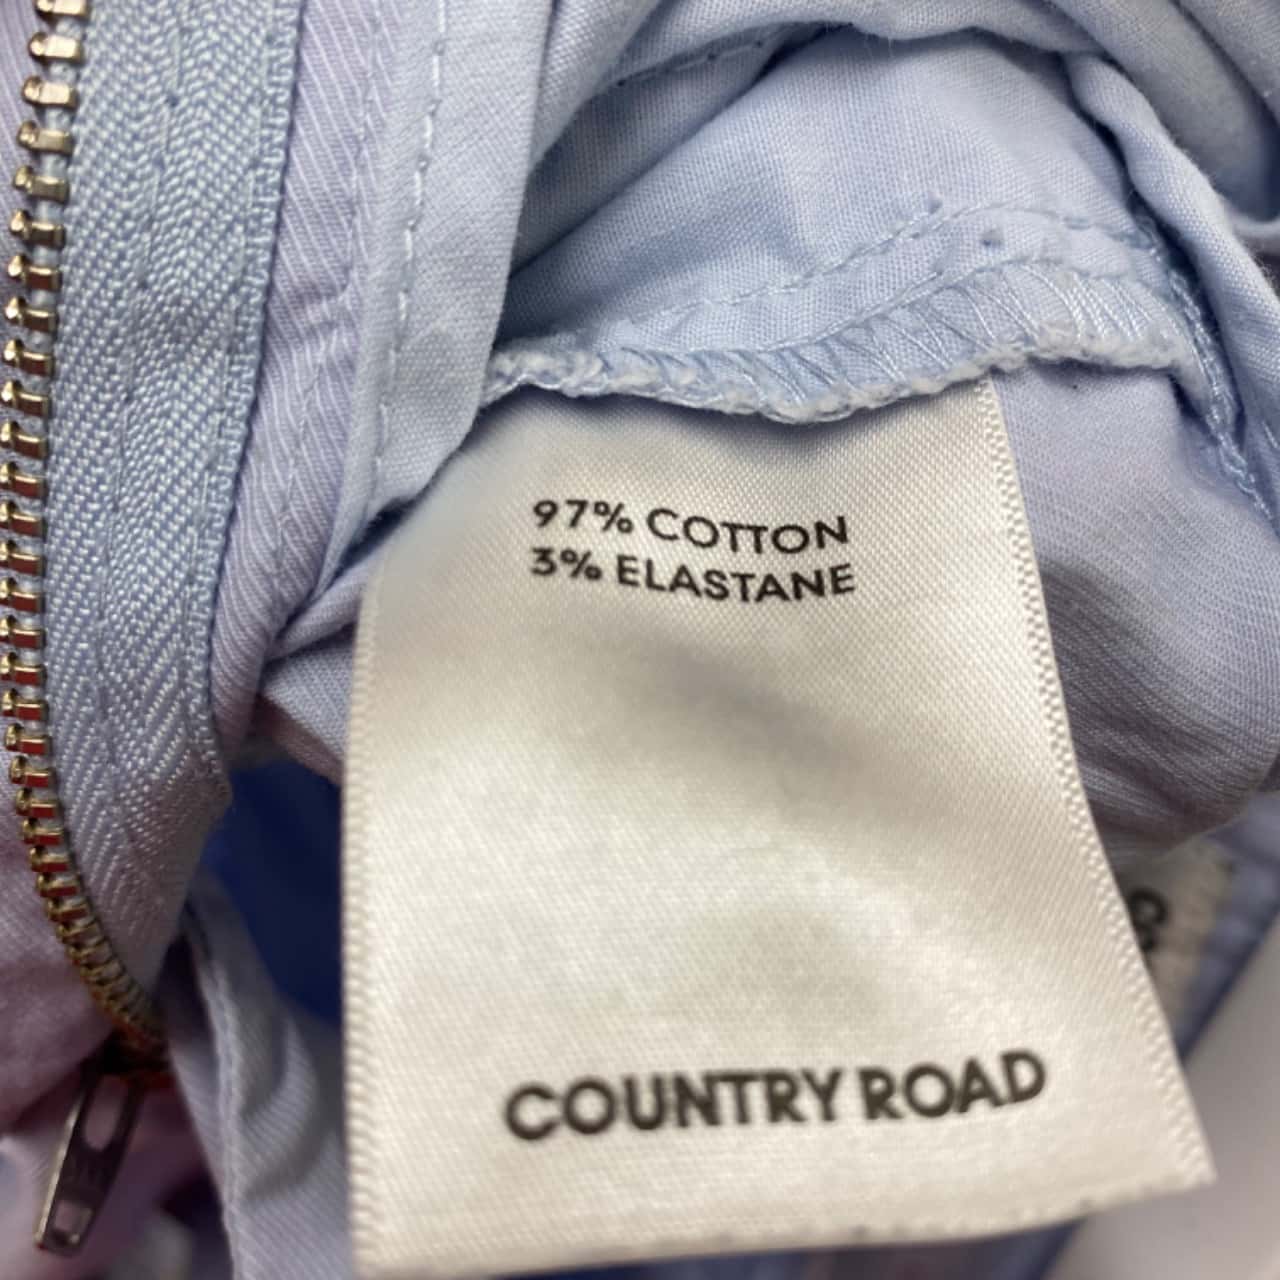 97% COTTON
3% ELASTANE
COUNTRY ROAD